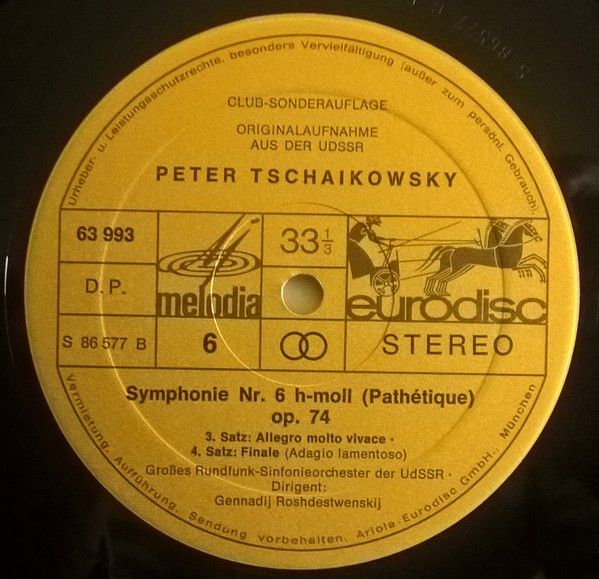 Urheber- u. Leistungsschutzrechte, besonders Vervielfältigung (außer zum persönl. Gebrauch),
CLUB-SONDERAUFLAGE
ORIGINALAUFNAHME
AUS DER UDSSR
PETER TSCHAIKOWSKY
63 993
33 1/3
D. P.
melodia
eurodisc
S 86 577 B
6
STEREO
Symphonie Nr. 6 h-moll (Pathétique)
op. 74
3. Satz: Allegro molto vivace ·
4. Satz: Finale (Adagio lamentoso)
Großes Rundfunk-Sinfonieorchester der UdSSR ·
Dirigent:
Gennadij Roshdestwenskij
Vermietung, Aufführung, Sendung vorbehalten. Ariola-Eurodisc GmbH., München